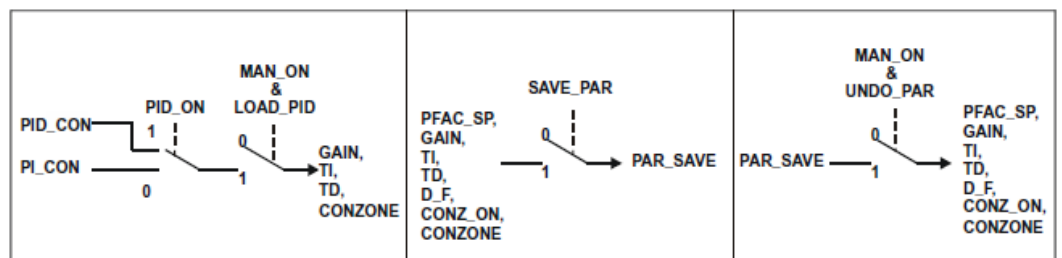 MAN_ON
&
LOAD_PID
PID_ON
PID_CON
1
0
PI_CON
1
0
GAIN,
TI,
TD,
CONZONE
SAVE_PAR
PFAC_SP,
GAIN,
TI,
TD,
D_F,
CONZ_ON,
CONZONE
0
1
PAR_SAVE
MAN_ON
&
UNDO_PAR
PAR_SAVE
0
1
PFAC_SP,
GAIN,
TI,
TD,
D_F,
CONZ_ON,
CONZONE